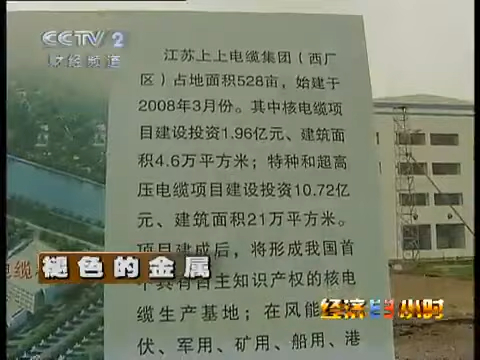 CCTV 2
财经频道
江苏上上电缆集团（西厂
区）占地面积528亩，始建于
2008年3月份。其中核电缆项
目建设投资1.96亿元、建筑面
积4.6万平方米；特种和超高
压电缆项目建设投资10.72亿
元、建筑面积21万平方米。
项目建成后，将形成我国首
个具有自主知识产权的核电
缆生产基地；在风能
伏、军用、矿用、船用、港
电缆
褪色的金属
经济 小时